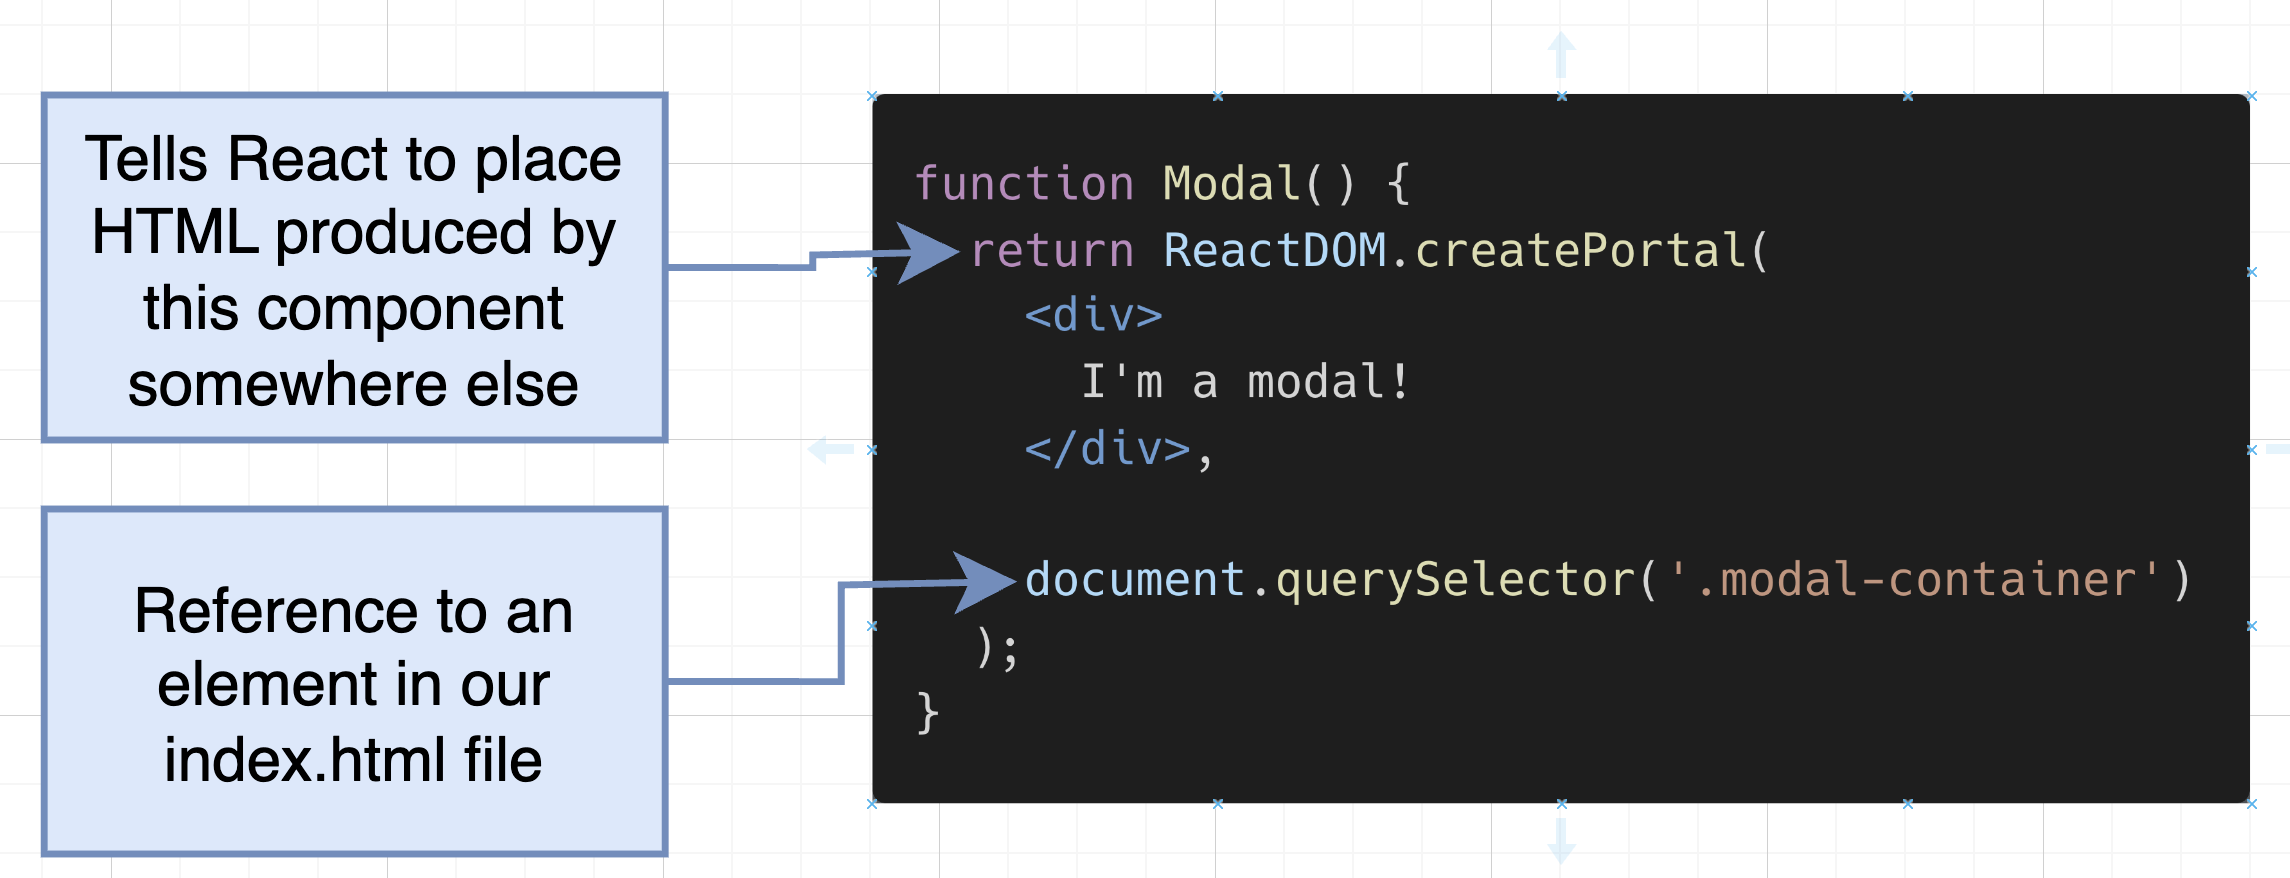 Tells React to place
HTML produced by
this component
somewhere else
Reference to an
element in our
index.html file
function Modal() {
return ReactDOM.createPortal(
<div>
I'm a modal!
</div>,
document.querySelector('.modal-container')
);
}